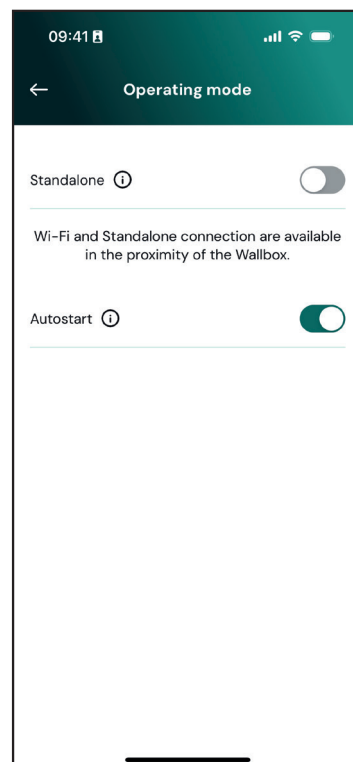 09:41
Operating mode
Standalone
Wi-Fi and Standalone connection are available
in the proximity of the Wallbox.
Autostart